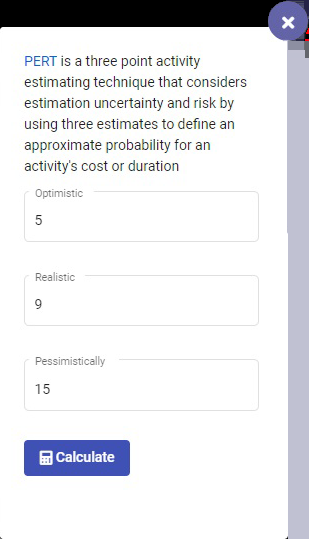 PERT is a three point activity
estimating technique that considers
estimation uncertainty and risk by
using three estimates to define an
approximate probability for an
activity's cost or duration
Optimistic
5
Realistic
9
Pessimistically
15
Calculate